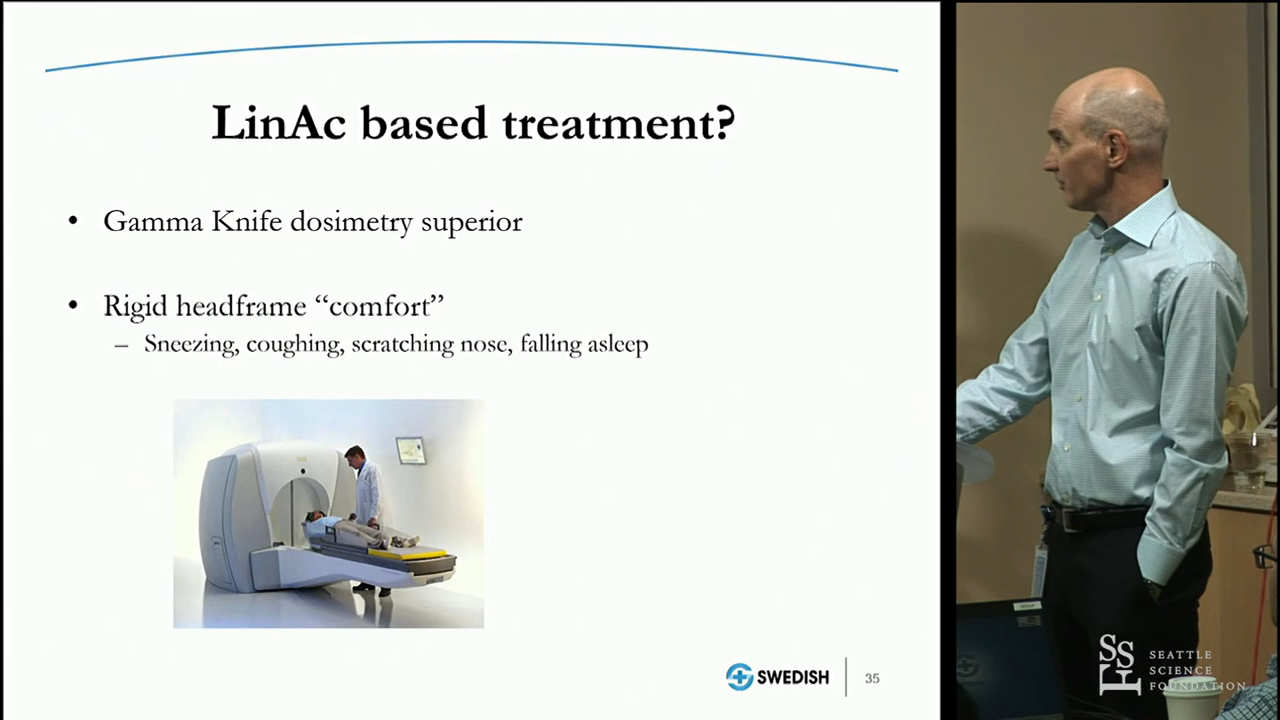 LinAc based treatment?
• Gamma Knife dosimetry superior
• Rigid headframe “comfort”
– Sneezing, coughing, scratching nose, falling asleep
SWEDISH
35
SSF
SEATTLE
SCIENCE
FOUNDATION